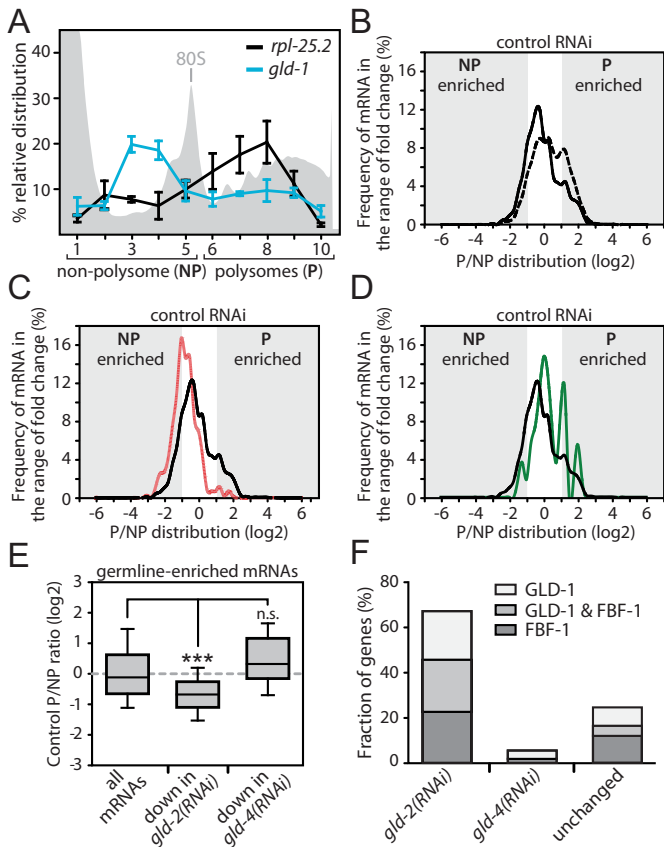 A
% relative distribution
40
30
20
10
80S
rpl-25.2
gld-1
1 3 5 6 8 10
non-polysome (NP) polysomes (P)
B
control RNAi
Frequency of mRNA in
the range of fold change (%)
16
12
8
4
0
NP
enriched
P
enriched
-6 -2 0 2 6
P/NP distribution (log2)
C
control RNAi
Frequency of mRNA in
the range of fold change (%)
16
12
8
4
0
NP
enriched
P
enriched
-6 -2 0 2 6
P/NP distribution (log2)
D
control RNAi
Frequency of mRNA in
the range of fold change (%)
16
12
8
4
0
NP
enriched
P
enriched
-6 -2 0 2 6
P/NP distribution (log2)
E
germline-enriched mRNAs
Control P/NP ratio (log2)
3
2
1
0
-1
-2
-3
***
n.s.
all
mRNAs
down in
gld-2(RNAi)
down in
gld-4(RNAi)
F
Fraction of genes (%)
80
60
40
20
0
GLD-1
GLD-1 & FBF-1
FBF-1
gld-2(RNAi)
gld-4(RNAi)
unchanged